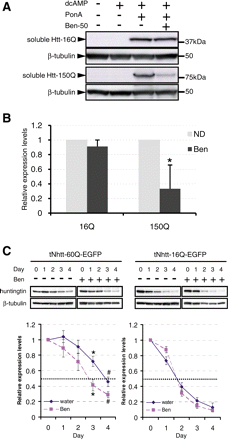 A
dcAMP - + + +
PonA - - + +
Ben-50 - - - +
soluble Htt-16Q 37kDa
β-tubulin 50
soluble Htt-150Q 75kDa
β-tubulin 50
B
Relative expression levels
1.2
1
0.8
0.6
0.4
0.2
0
ND
Ben
*
16Q 150Q
C
tNhtt-60Q-EGFP tNhtt-16Q-EGFP
Day 0 1 2 3 4 0 1 2 3 4 0 1 2 3 4 0 1 2 3 4
Ben - - - - - + + + + + - - - - - + + + + +
huntingtin
β-tubulin
Relative expression levels
1.2
1
0.8
0.6
0.4
0.2
0
*
#
*
#
water
Ben
0 1 2 3 4
Day
Relative expression levels
1.2
1
0.8
0.6
0.4
0.2
0
water
Ben
0 1 2 3 4
Day